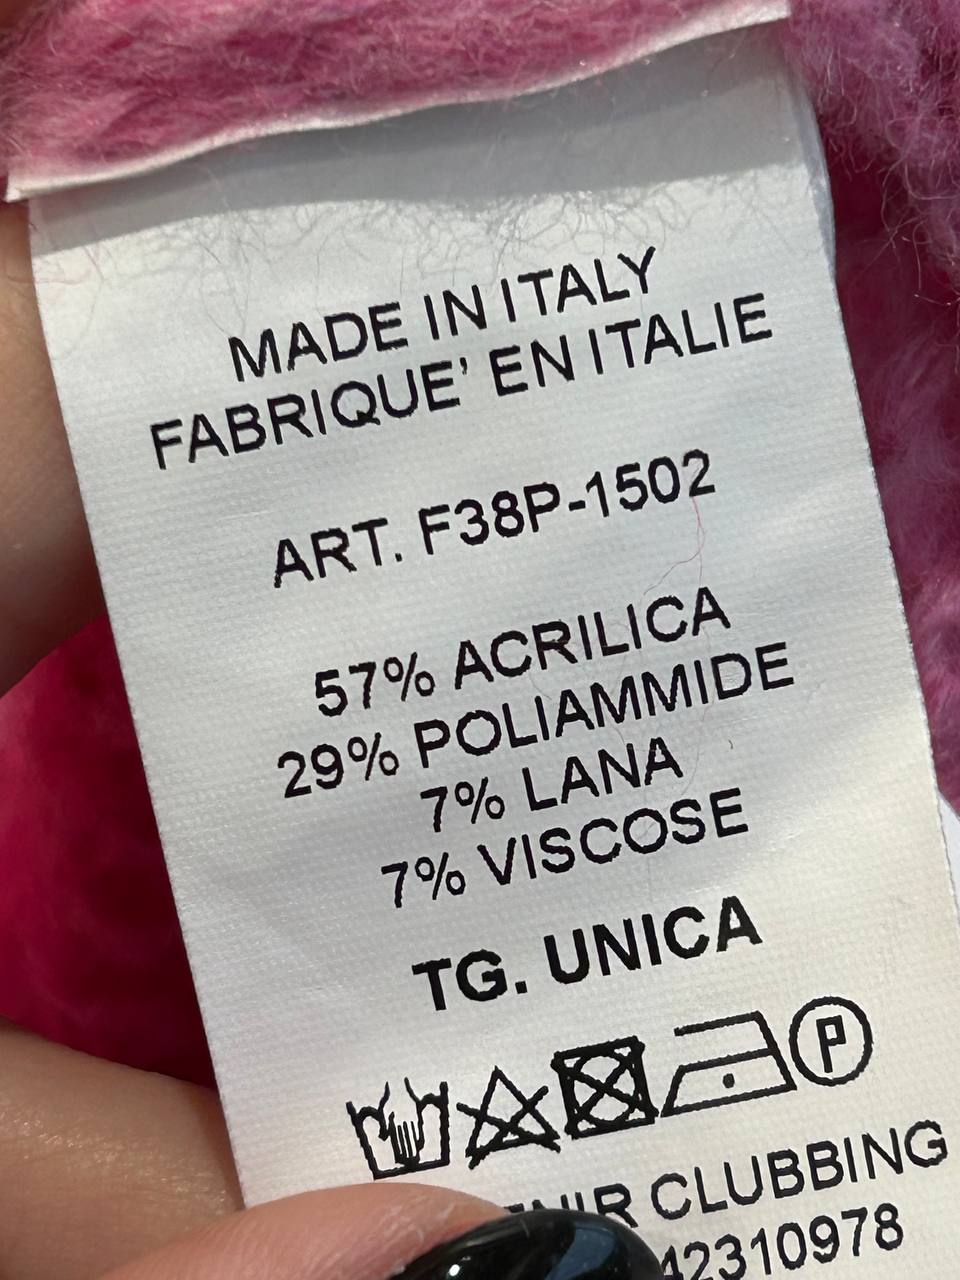 MADE IN ITALY
FABRIQUE' EN ITALIE
ART. F38P-1502
57% ACRILICA
29% POLIAMMIDE
7% LANA
7% VISCOSE
TG. UNICA
P
CLUBBING
42310978